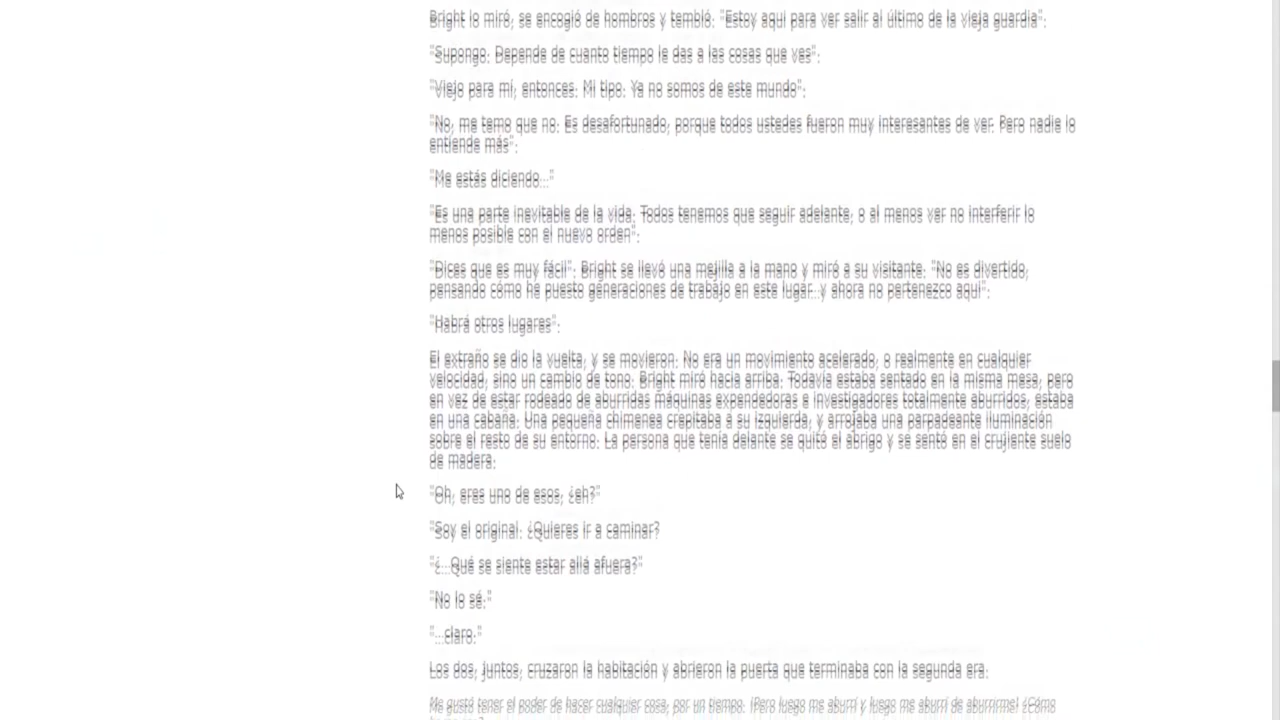 Bright lo miró, se encogió de hombros y tembló: "Estoy aquí para ver salir al último de la vieja guardia".
"Supongo. Depende de cuanto tiempo le das a las cosas que ves".
"Viejo para mí, entonces. Mi tipo. Ya no somos de este mundo".
"No, me temo que no. Es desafortunado, porque todos ustedes fueron muy interesantes de ver. Pero nadie lo
entiende más".
"Me estás diciendo..."
"Es una parte inevitable de la vida. Todos tenemos que seguir adelante, o al menos ver no interferir lo
menos posible con el nuevo orden".
"Dices que es muy fácil". Bright se llevó una mejilla a la mano y miró a su visitante. "No es divertido,
pensando cómo he puesto generaciones de trabajo en este lugar...y ahora no pertenezco aquí".
"Habrá otros lugares".
El extraño se dio la vuelta, y se movieron. No era un movimiento acelerado, o realmente en cualquier
velocidad, sino un cambio de tono. Bright miró hacia arriba. Todavía estaba sentado en la misma mesa, pero
en vez de estar rodeado de aburridas máquinas expendedoras e investigadores totalmente aburridos, estaba
en una cabaña. Una pequeña chimenea crepitaba a su izquierda, y arrojaba una parpadeante iluminación
sobre el resto de su entorno. La persona que tenía delante se quitó el abrigo y se sentó en el crujiente suelo
de madera.
"Oh, eres uno de esos, ¿eh?"
"Soy el original. ¿Quieres ir a caminar?
"¿...Qué se siente estar allá afuera?"
"No lo sé."
"...claro."
Los dos, juntos, cruzaron la habitación y abrieron la puerta que terminaba con la segunda era.
Me gustó tener el poder de hacer cualquier cosa, por un tiempo. ¡Pero luego me aburrí y luego me aburrí de aburrirme! ¿Cómo